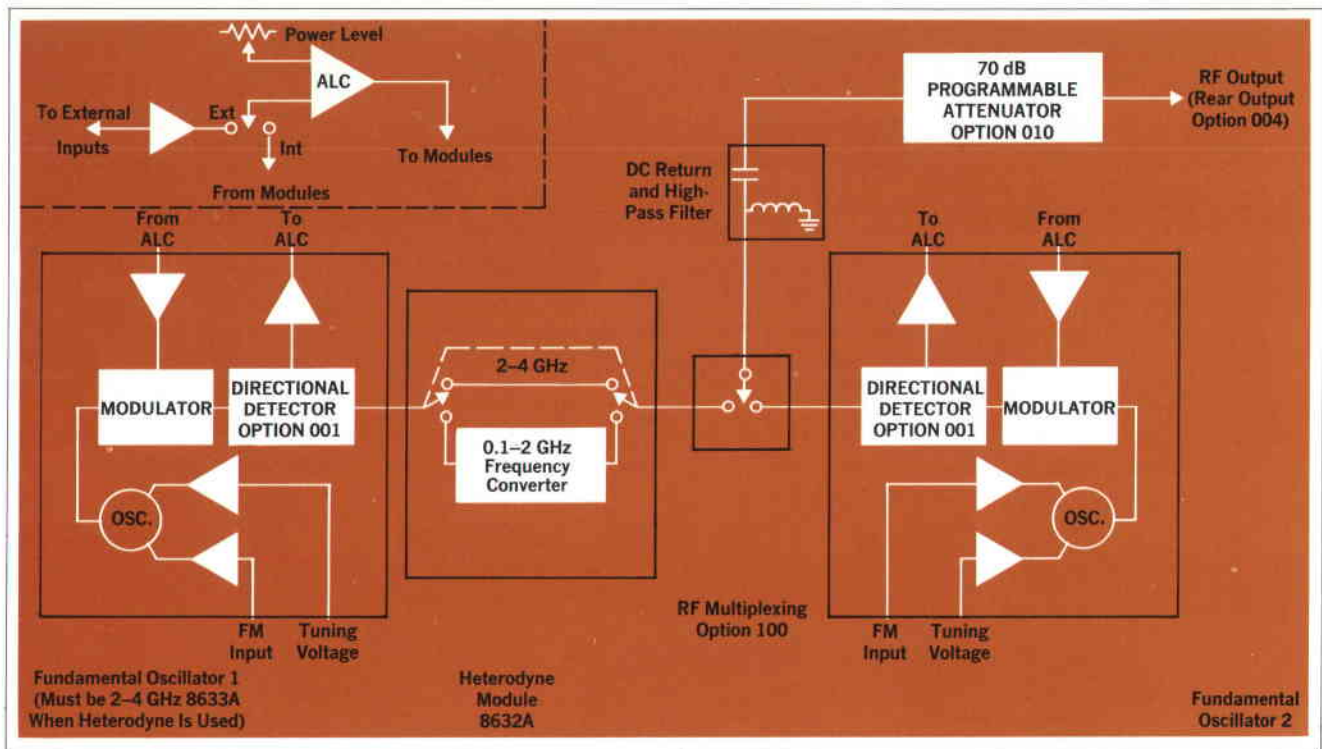 Power Level
ALC
To External
Inputs
Ext
Int
To Modules
From Modules
70 dB
PROGRAMMABLE
ATTENUATOR
OPTION 010
RF Output
(Rear Output
Option 004)
DC Return
and High-
Pass Filter
From
ALC
To
ALC
To
ALC
From
ALC
MODULATOR
DIRECTIONAL
DETECTOR
OPTION 001
2–4 GHz
0.1–2 GHz
Frequency
Converter
DIRECTIONAL
DETECTOR
OPTION 001
MODULATOR
OSC.
OSC.
FM
Input
Tuning
Voltage
RF Multiplexing
Option 100
FM
Input
Tuning
Voltage
Fundamental Oscillator 1
(Must be 2–4 GHz 8633A
When Heterodyne Is Used)
Heterodyne
Module
8632A
Fundamental
Oscillator 2